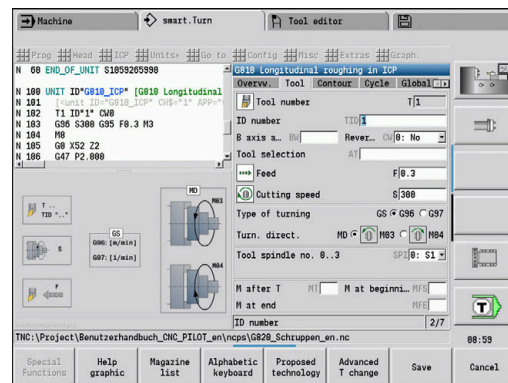 Machine
smart.Turn
Tool editor
Prog Head ICP Units» Go to Config Misc Extras Graph.
N 60 END_OF_UNIT S1059265990
N 100 UNIT ID"G810_ICP" [G810 Longitudinal
N 101 [<unit ID="G810_ICP" CH$="1" APP=
N 102 T1 ID"1" CW0
N 103 G96 S300 G95 F0.3 M3
N 104 M8
N 105 G0 X52 Z2
N 106 G47 P2.000
G810 Longitudinal roughing in ICP
Overvw. Tool Contour Cycle Global
Tool number T 1
ID number TID 1
B axis a… BW Rever… CW 0: No
Tool selection AT
Feed F 0.3
Cutting speed S 300
Type of turning GS G96 G97
Turn. direct. MD M03 M04
Tool spindle no. 0..3 SPI 0: S1
M after T MT M at beginni… MFS
M at end MFE
ID number 2/7
T ..
TID "..."
S
F
GS
G96: [m/min]
G97: [1/min]
MD
M03
M04
T
TNC:\Project\Benutzerhandbuch_CNC_PILOT_en\ncps\G820_Schruppen_en.nc
08:59
Special Functions
Help graphic
Magazine list
Alphabetic keyboard
Proposed technology
Advanced T change
Save
Cancel